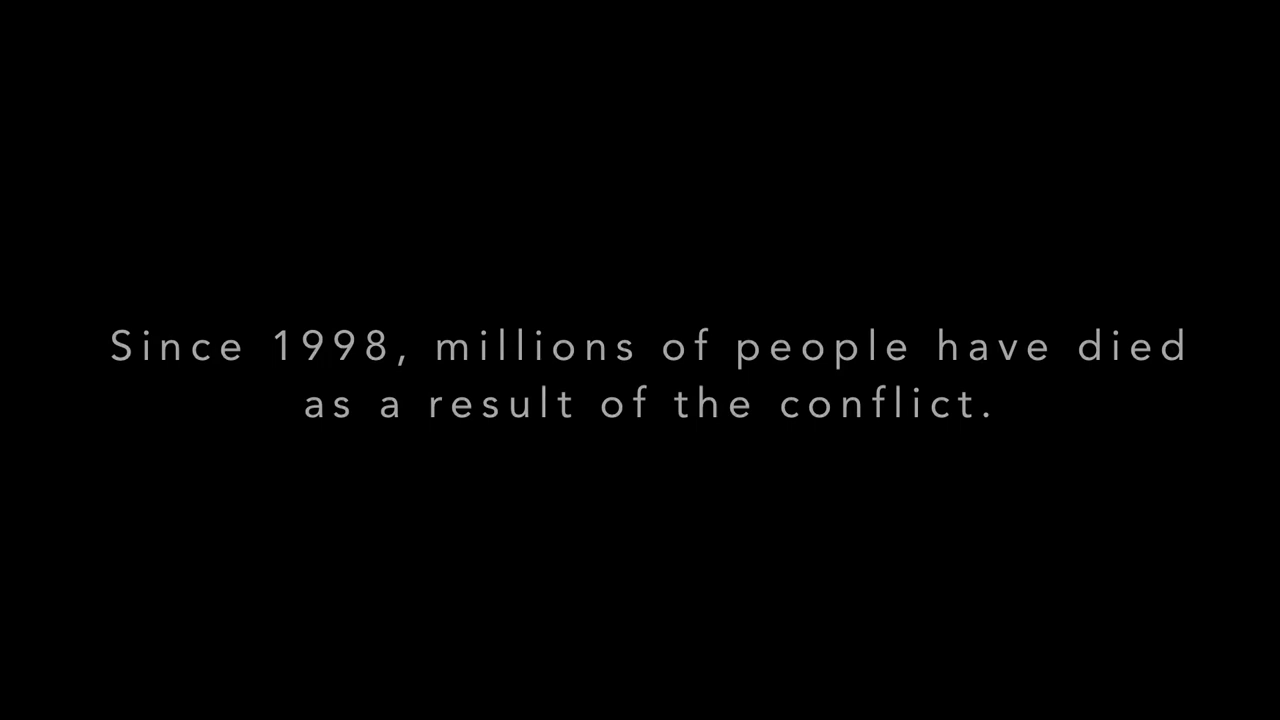 Since 1998, millions of people have died
as a result of the conflict.